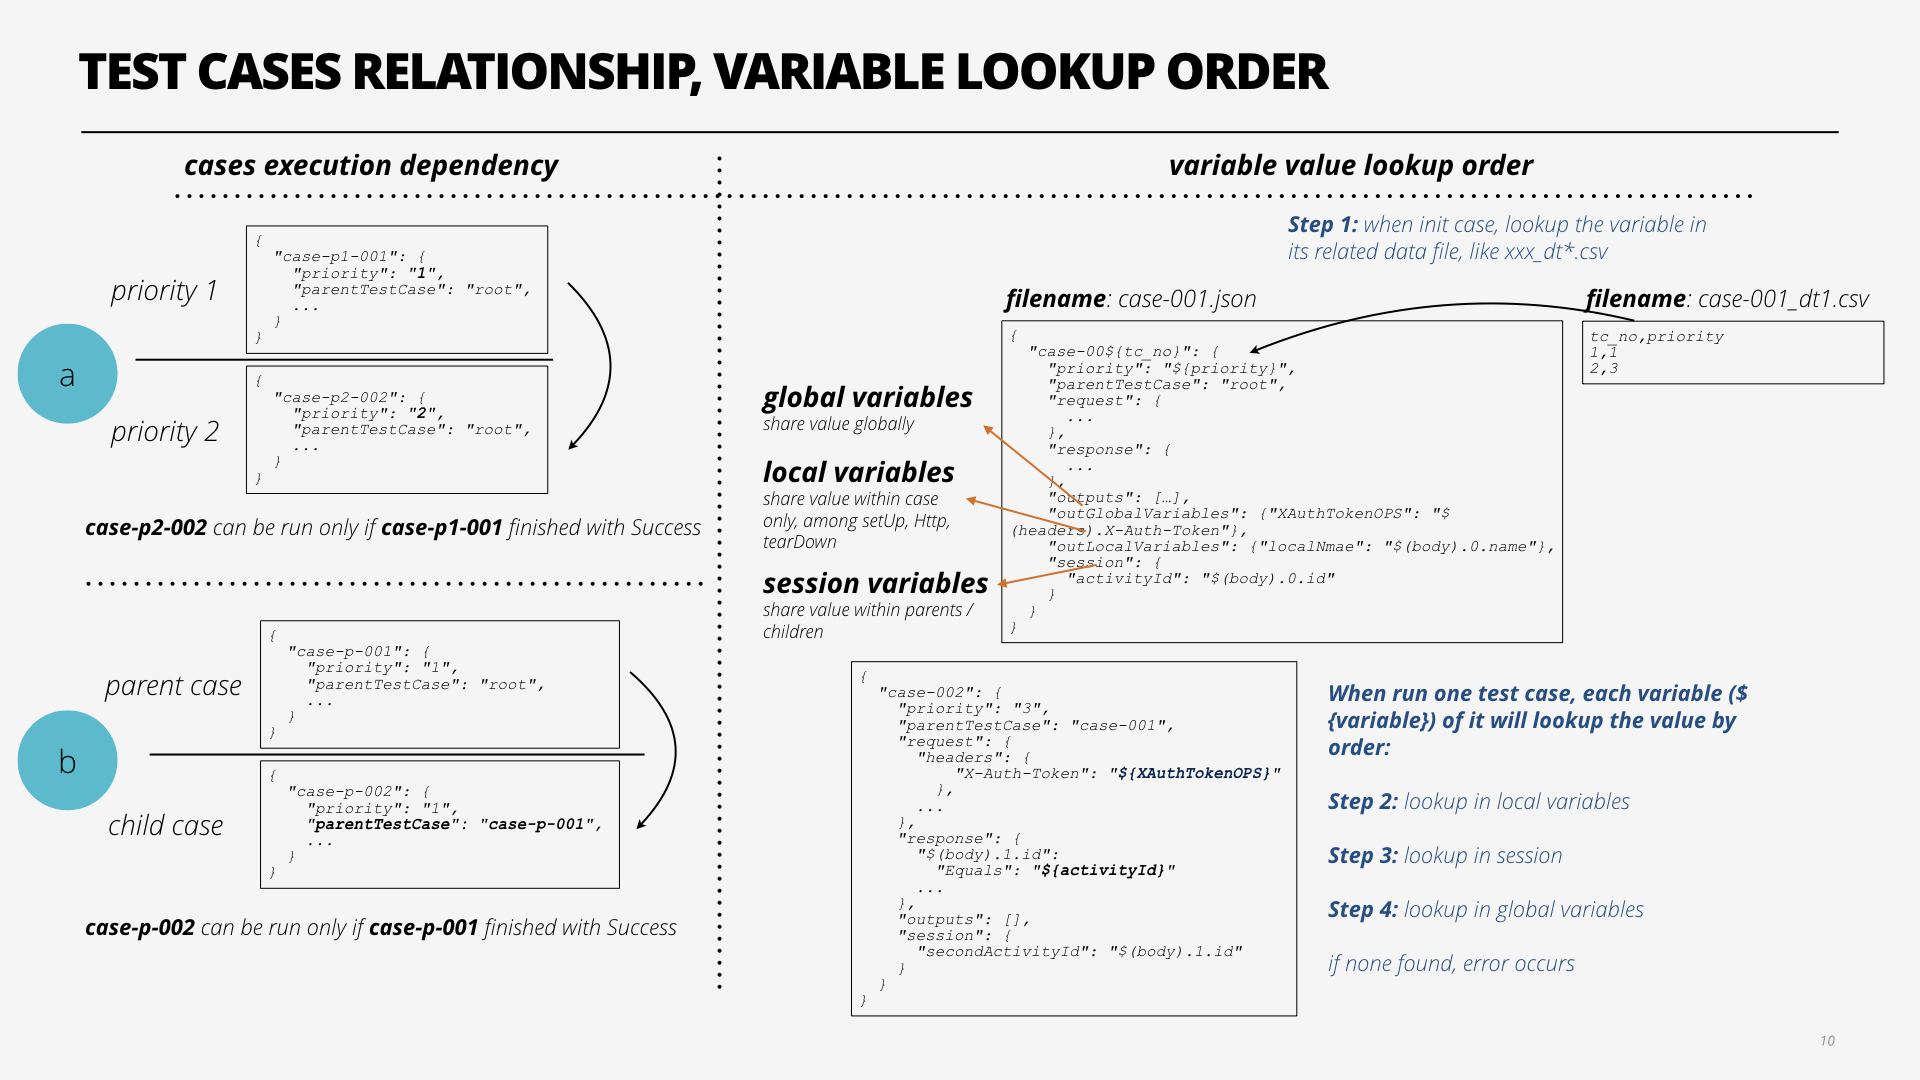 TEST CASES RELATIONSHIP, VARIABLE LOOKUP ORDER
cases execution dependency
a
priority 1
{
"case-p1-001": {
"priority": "1",
"parentTestCase": "root",
...
}
}
priority 2
{
"case-p2-002": {
"priority": "2",
"parentTestCase": "root",
...
}
}
case-p2-002 can be run only if case-p1-001 finished with Success
b
parent case
{
"case-p-001": {
"priority": "1",
"parentTestCase": "root",
...
}
}
child case
{
"case-p-002": {
"priority": "1",
"parentTestCase": "case-p-001",
...
}
}
case-p-002 can be run only if case-p-001 finished with Success
variable value lookup order
Step 1: when init case, lookup the variable in
its related data file, like xxx_dt*.csv
filename: case-001.json
{
"case-00${tc_no}": {
"priority": "${priority}",
"parentTestCase": "root",
"request": {
...
},
"response": {
...
},
"outputs": […],
"outGlobalVariables": {"XAuthTokenOPS": "$
(headers).X-Auth-Token"},
"outLocalVariables": {"localNmae": "$(body).0.name"},
"session": {
"activityId": "$(body).0.id"
}
}
}
filename: case-001_dt1.csv
tc_no,priority
1,1
2,3
global variables
share value globally
local variables
share value within case
only, among setUp, Http,
tearDown
session variables
share value within parents /
children
{
"case-002": {
"priority": "3",
"parentTestCase": "case-001",
"request": {
"headers": {
"X-Auth-Token": "${XAuthTokenOPS}"
},
...
},
"response": {
"$(body).1.id":
"Equals": "${activityId}"
...
},
"outputs": [],
"session": {
"secondActivityId": "$(body).1.id"
}
}
}
When run one test case, each variable ($
{variable}) of it will lookup the value by
order:
Step 2: lookup in local variables
Step 3: lookup in session
Step 4: lookup in global variables
if none found, error occurs
10